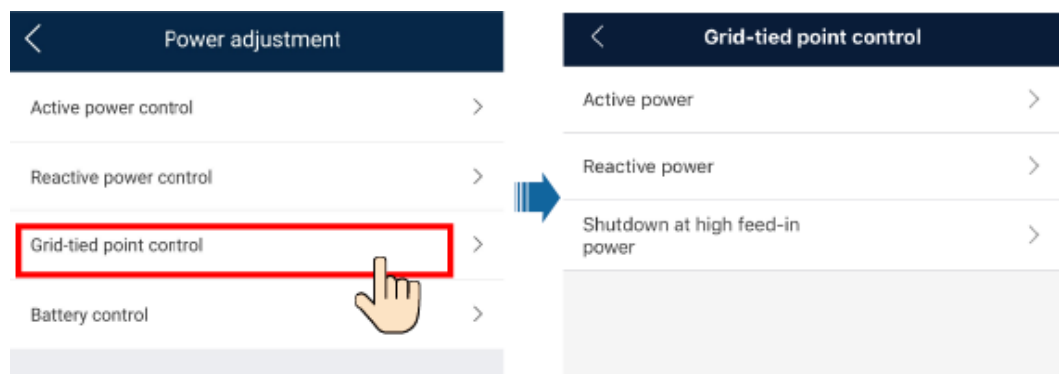 Power adjustment
Active power control
Reactive power control
Grid-tied point control
Battery control
Grid-tied point control
Active power
Reactive power
Shutdown at high feed-in
power